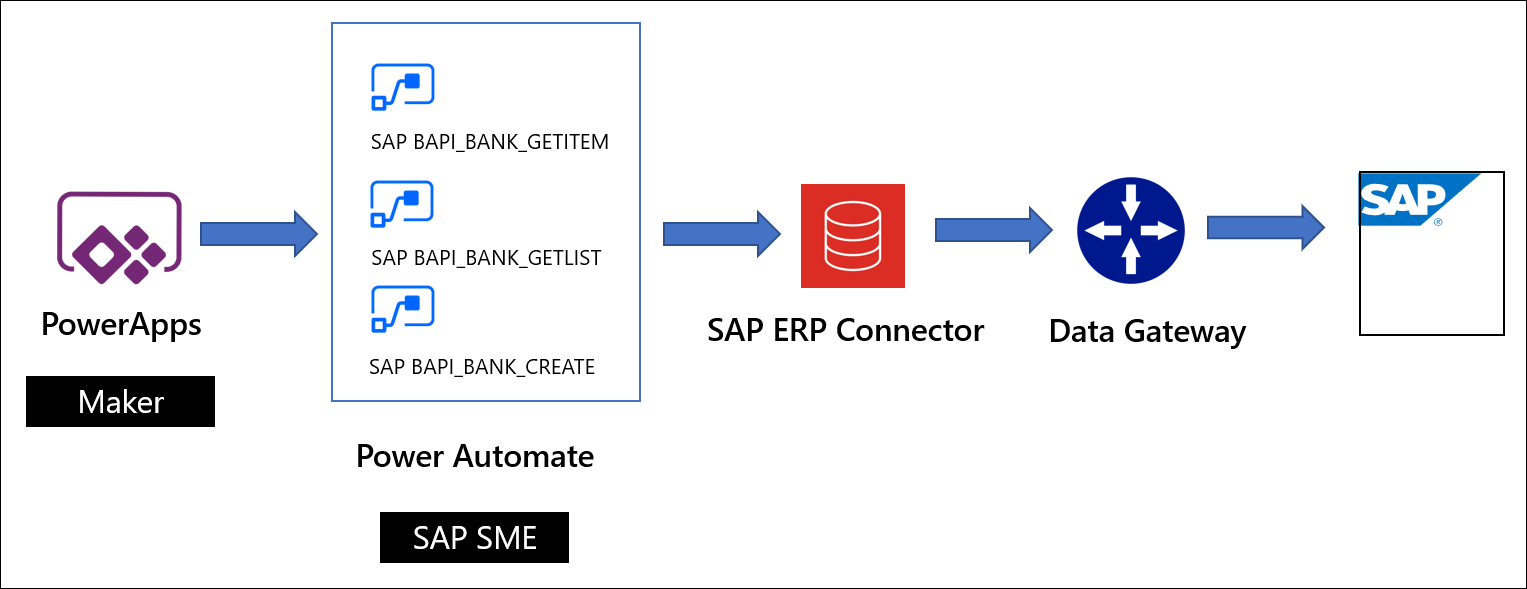 SAP BAPI_BANK_GETITEM
SAP BAPI_BANK_GETLIST
SAP BAPI_BANK_CREATE
PowerApps
Maker
Power Automate
SAP SME
SAP ERP Connector
Data Gateway
SAP®